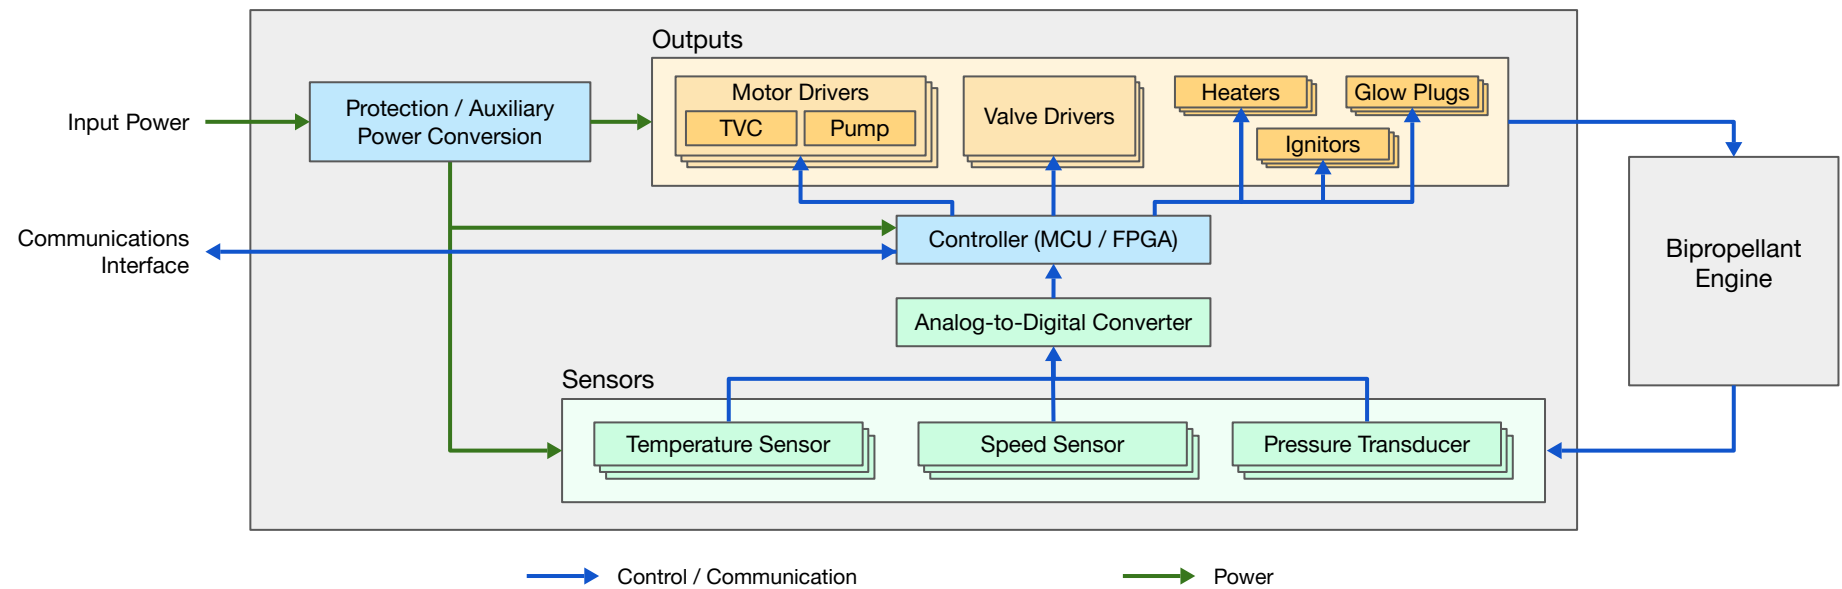 Outputs
Motor Drivers
TVC
Pump
Valve Drivers
Heaters
Glow Plugs
Ignitors
Input Power
Protection / Auxiliary
Power Conversion
Communications
Interface
Controller (MCU / FPGA)
Bipropellant
Engine
Analog-to-Digital Converter
Sensors
Temperature Sensor
Speed Sensor
Pressure Transducer
Control / Communication
Power